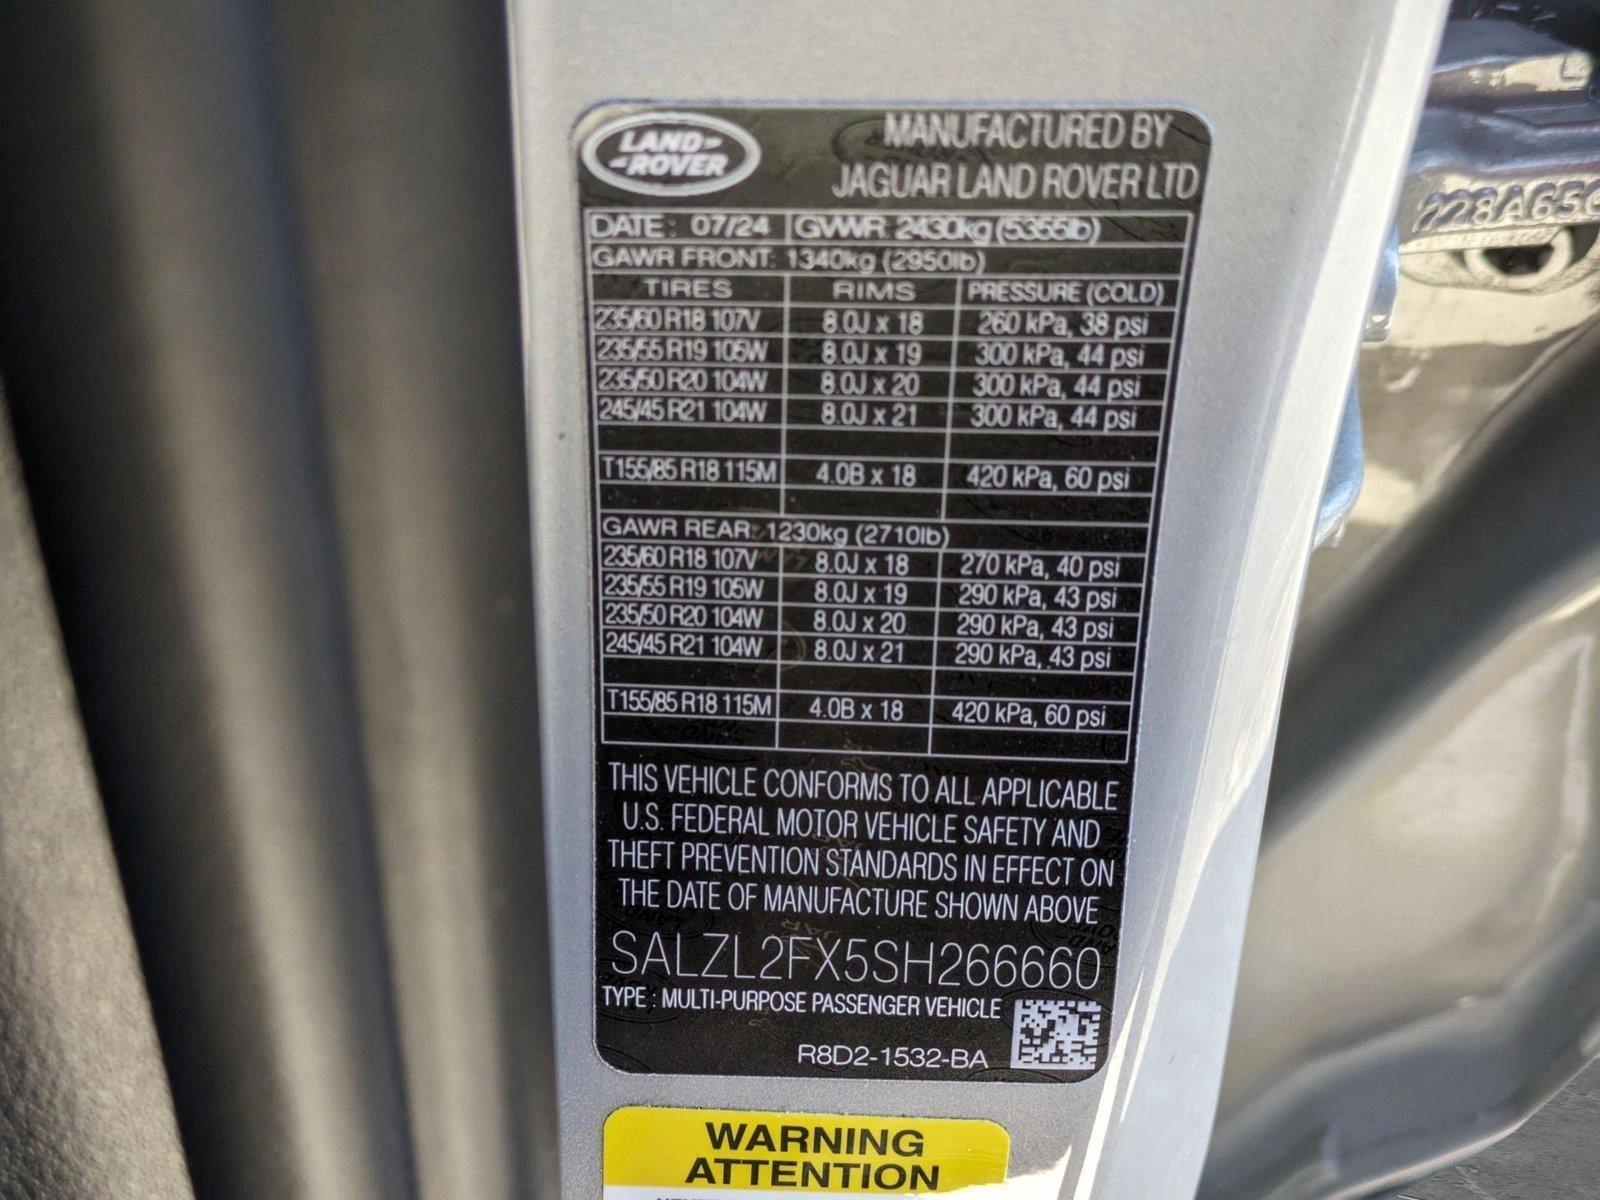 LAND-
-ROVER
MANUFACTURED BY
JAGUAR LAND ROVER LTD
DATE : 07/24 GVWR 2430kg (5355lb)
GAWR FRONT: 1340kg (2950lb)
TIRES RIMS PRESSURE (COLD)
235/60 R18 107V 8.0J x 18 260 kPa, 38 psi
235/55 R19 105W 8.0J x 19 300 kPa, 44 psi
235/50 R20 104W 8.0J x 20 300 kPa, 44 psi
245/45 R21 104W 8.0J x 21 300 kPa, 44 psi
T155/85 R18 115M 4.0B x 18 420 kPa, 60 psi
GAWR REAR: 1230kg (2710lb)
235/60 R18 107V 8.0J x 18 270 kPa, 40 psi
235/55 R19 105W 8.0J x 19 290 kPa, 43 psi
235/50 R20 104W 8.0J x 20 290 kPa, 43 psi
245/45 R21 104W 8.0J x 21 290 kPa, 43 psi
T155/85 R18 115M 4.0B x 18 420 kPa, 60 psi
THIS VEHICLE CONFORMS TO ALL APPLICABLE
U.S. FEDERAL MOTOR VEHICLE SAFETY AND
THEFT PREVENTION STANDARDS IN EFFECT ON
THE DATE OF MANUFACTURE SHOWN ABOVE
SALZL2FX5SH266660
TYPE : MULTI-PURPOSE PASSENGER VEHICLE
R8D2-1532-BA
WARNING
ATTENTION